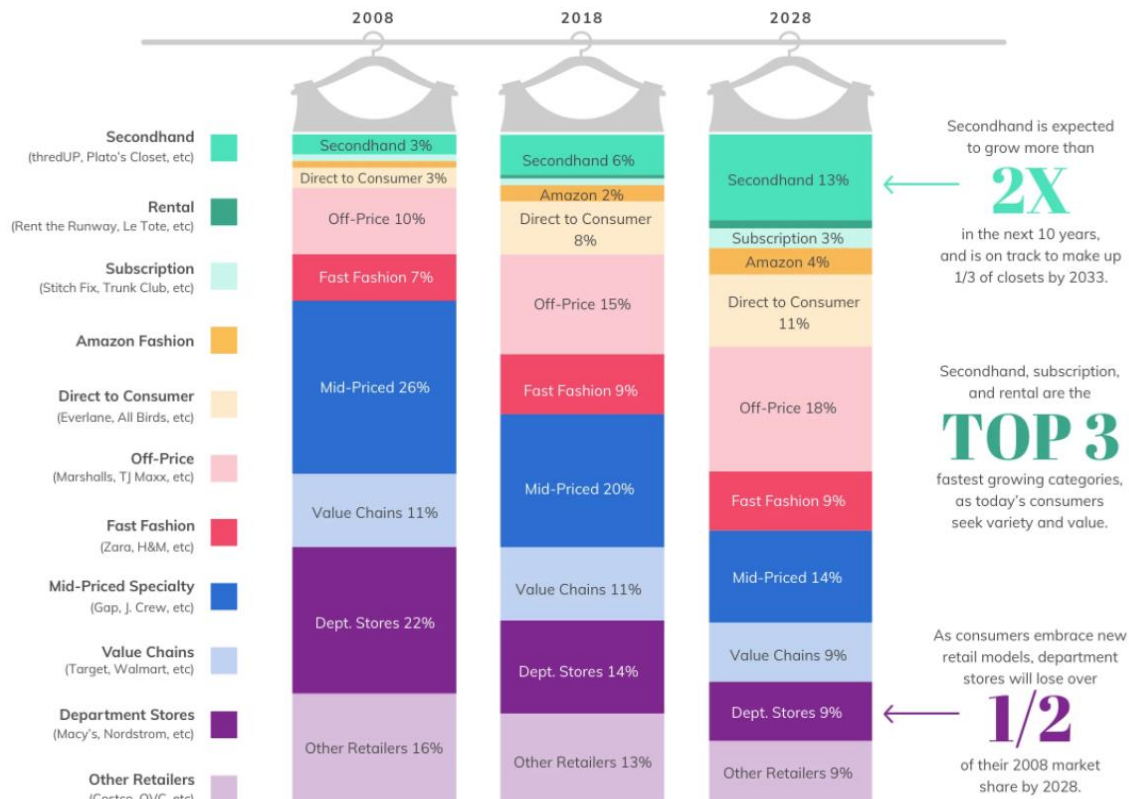 2008
2018
2028
Secondhand
(thredUP, Plato's Closet, etc)
Rental
(Rent the Runway, Le Tote, etc)
Subscription
(Stitch Fix, Trunk Club, etc)
Amazon Fashion
Direct to Consumer
(Everlane, All Birds, etc)
Off-Price
(Marshalls, TJ Maxx, etc)
Fast Fashion
(Zara, H&M, etc)
Mid-Priced Specialty
(Gap, J. Crew, etc)
Value Chains
(Target, Walmart, etc)
Department Stores
(Macy's, Nordstrom, etc)
Other Retailers
(Costco, QVC, etc)
Secondhand 3%
Direct to Consumer 3%
Off-Price 10%
Fast Fashion 7%
Mid-Priced 26%
Value Chains 11%
Dept. Stores 22%
Other Retailers 16%
Secondhand 6%
Amazon 2%
Direct to Consumer
8%
Off-Price 15%
Fast Fashion 9%
Mid-Priced 20%
Value Chains 11%
Dept. Stores 14%
Other Retailers 13%
Secondhand 13%
Subscription 3%
Amazon 4%
Direct to Consumer
11%
Off-Price 18%
Fast Fashion 9%
Mid-Priced 14%
Value Chains 9%
Dept. Stores 9%
Other Retailers 9%
Secondhand is expected
to grow more than
2X
in the next 10 years,
and is on track to make up
1/3 of closets by 2033.
Secondhand, subscription,
and rental are the
TOP 3
fastest growing categories,
as today's consumers
seek variety and value.
As consumers embrace new
retail models, department
stores will lose over
1/2
of their 2008 market
share by 2028.